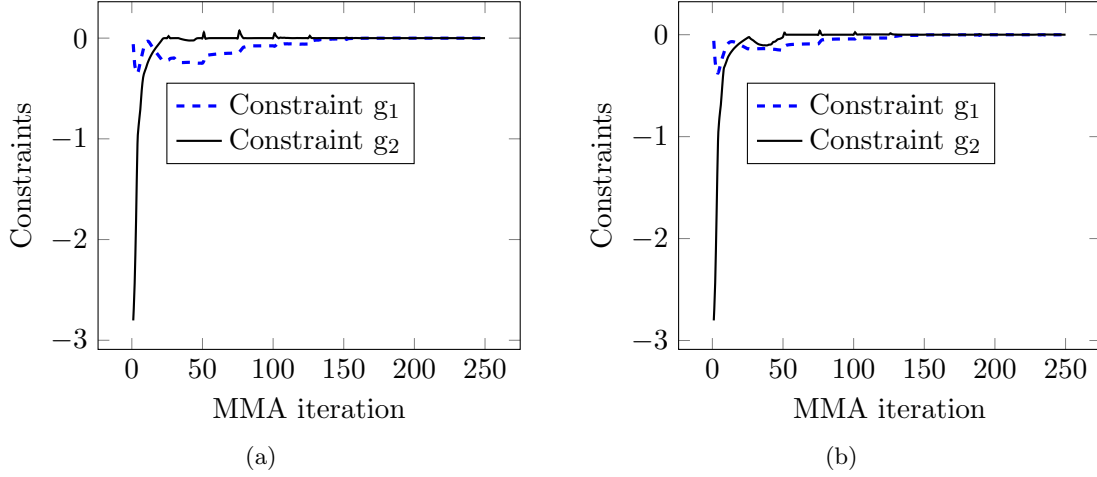 0
−1
−2
−3
0
50
100
150
200
250
Constraints
MMA iteration
Constraint g₁
Constraint g₂
(a)
0
−1
−2
−3
0
50
100
150
200
250
Constraints
MMA iteration
Constraint g₁
Constraint g₂
(b)